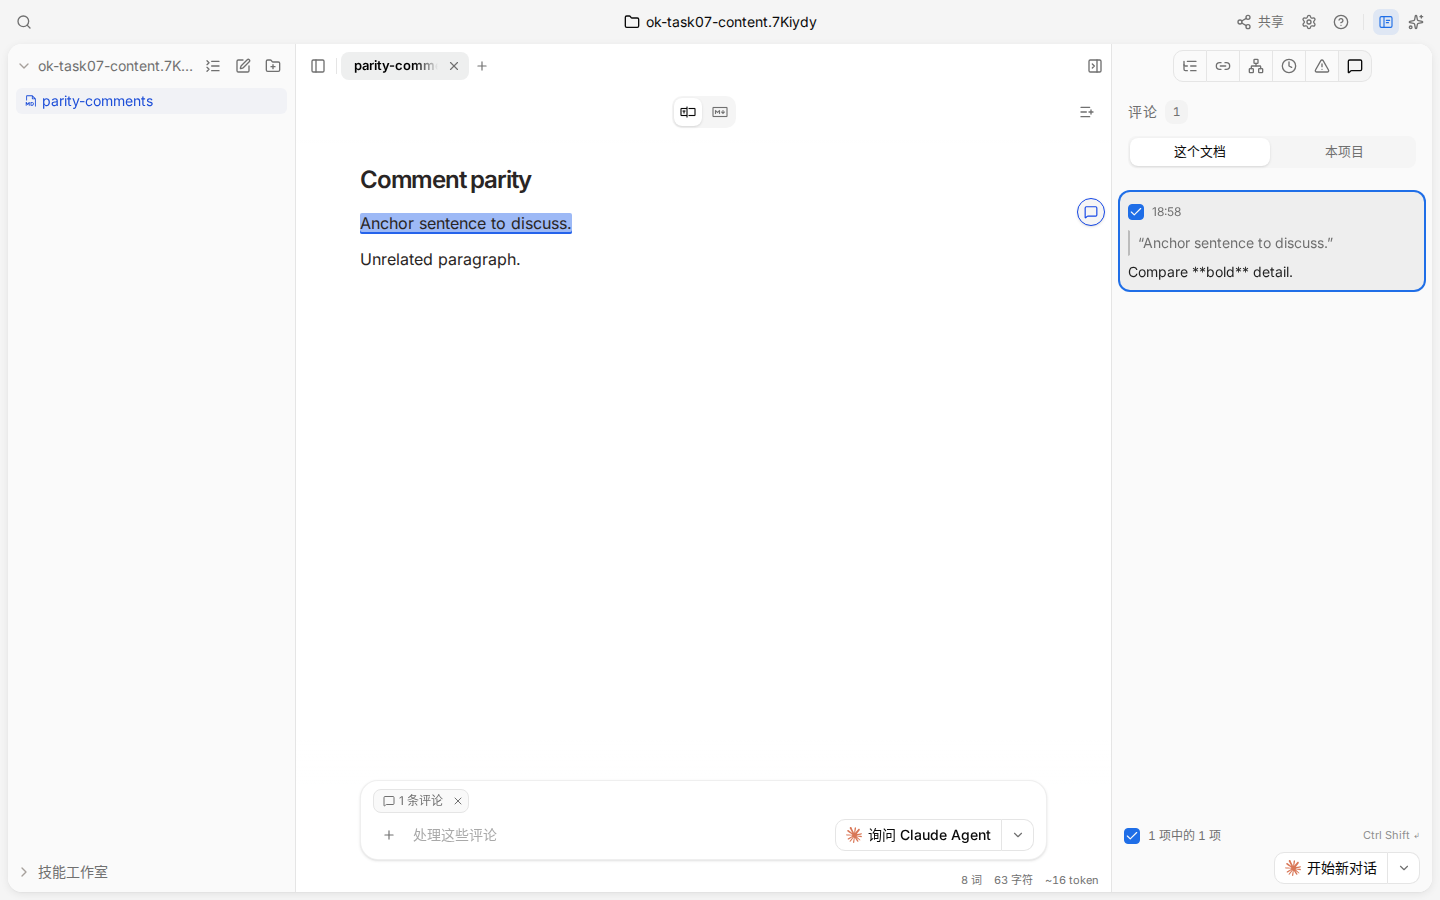 ok-task07-content.7Kiydy
共享
ok-task07-content.7K...
parity-comments
技能工作室
parity-comm
Comment parity
Anchor sentence to discuss.
Unrelated paragraph.
1 条评论
处理这些评论
询问 Claude Agent
8 词 63 字符 ~16 token
评论 1
这个文档 本项目
18:58
“Anchor sentence to discuss.”
Compare **bold** detail.
1 项中的 1 项 Ctrl Shift ↲
开始新对话